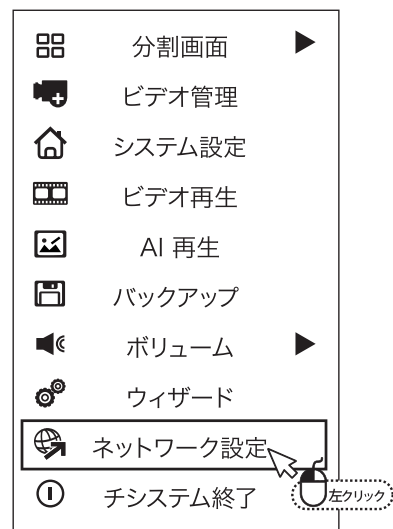 分割画面
ビデオ管理
システム設定
ビデオ再生
AI 再生
バックアップ
ボリューム
ウィザード
ネットワーク設定
チシステム終了
左クリック